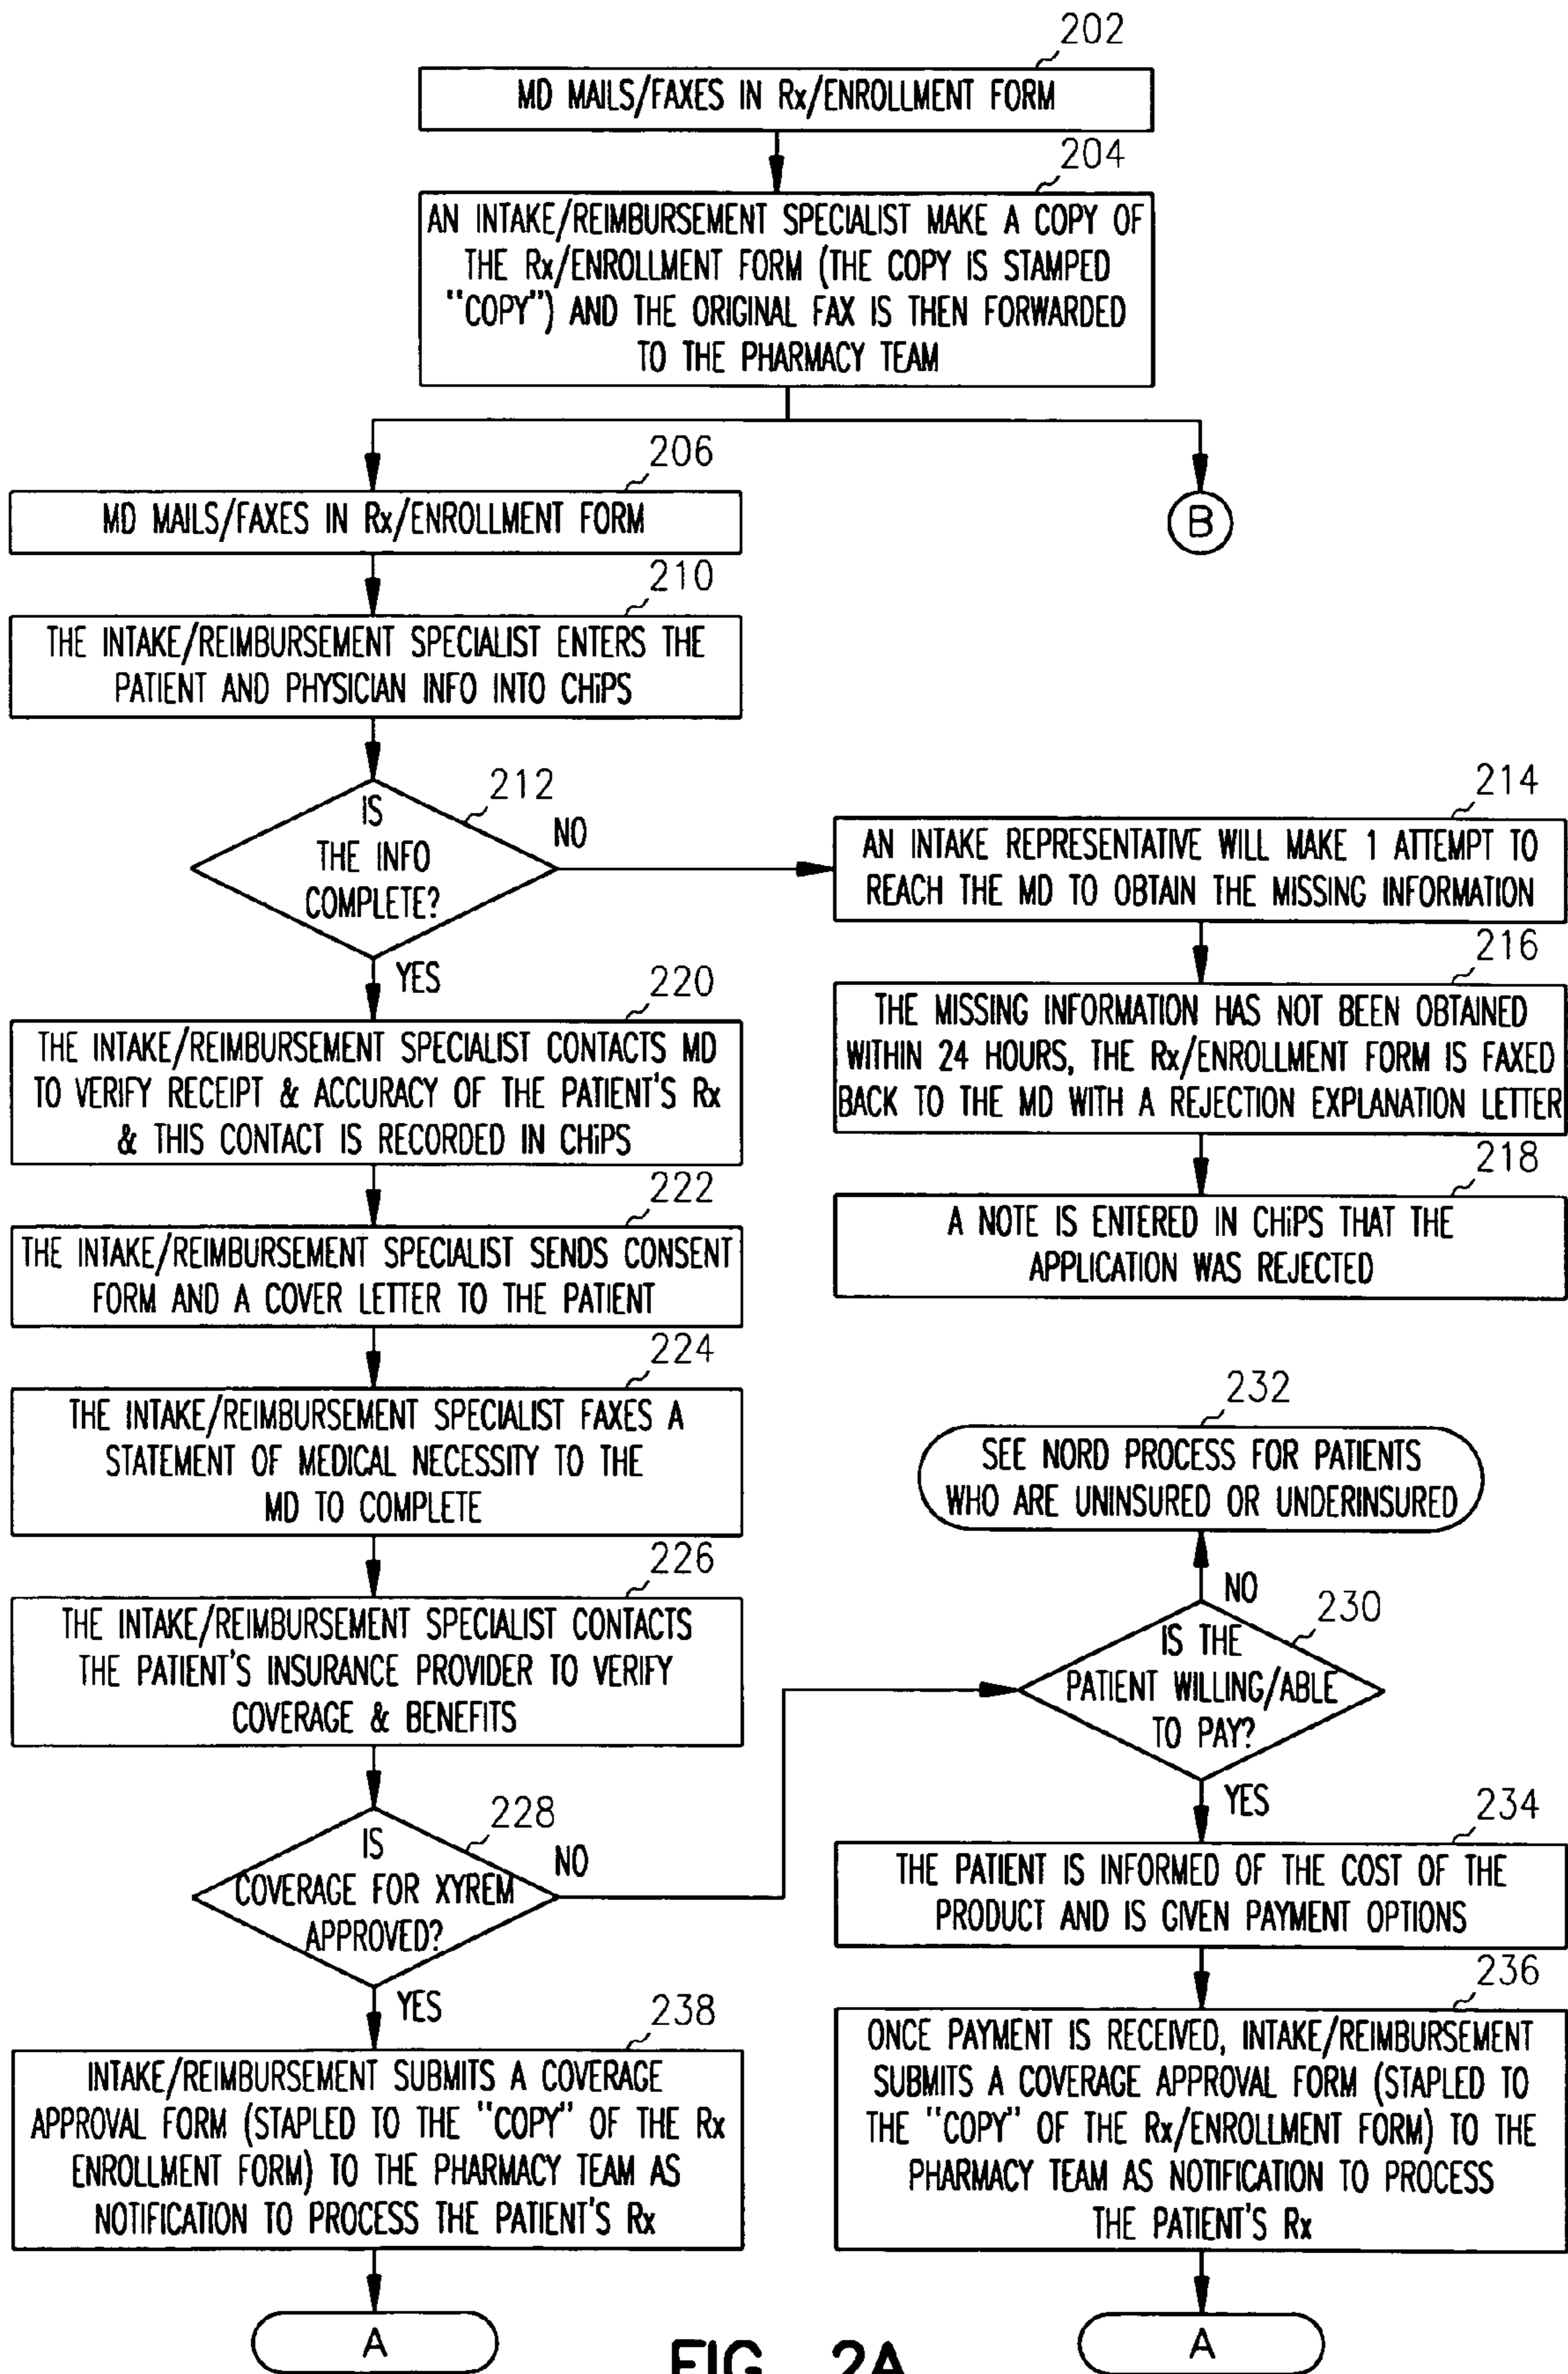 202
MD MAILS/FAXES IN Rx/ENROLLMENT FORM
204
AN INTAKE/REIMBURSEMENT SPECIALIST MAKE A COPY OF
THE Rx/ENROLLMENT FORM (THE COPY IS STAMPED
"COPY") AND THE ORIGINAL FAX IS THEN FORWARDED
TO THE PHARMACY TEAM
206
MD MAILS/FAXES IN Rx/ENROLLMENT FORM
B
210
THE INTAKE/REIMBURSEMENT SPECIALIST ENTERS THE
PATIENT AND PHYSICIAN INFO INTO CHiPS
212
IS
THE INFO
COMPLETE?
NO
YES
214
AN INTAKE REPRESENTATIVE WILL MAKE 1 ATTEMPT TO
REACH THE MD TO OBTAIN THE MISSING INFORMATION
216
THE MISSING INFORMATION HAS NOT BEEN OBTAINED
WITHIN 24 HOURS, THE Rx/ENROLLMENT FORM IS FAXED
BACK TO THE MD WITH A REJECTION EXPLANATION LETTER
218
A NOTE IS ENTERED IN CHiPS THAT THE
APPLICATION WAS REJECTED
220
THE INTAKE/REIMBURSEMENT SPECIALIST CONTACTS MD
TO VERIFY RECEIPT & ACCURACY OF THE PATIENT'S Rx
& THIS CONTACT IS RECORDED IN CHiPS
222
THE INTAKE/REIMBURSEMENT SPECIALIST SENDS CONSENT
FORM AND A COVER LETTER TO THE PATIENT
224
THE INTAKE/REIMBURSEMENT SPECIALIST FAXES A
STATEMENT OF MEDICAL NECESSITY TO THE
MD TO COMPLETE
226
THE INTAKE/REIMBURSEMENT SPECIALIST CONTACTS
THE PATIENT'S INSURANCE PROVIDER TO VERIFY
COVERAGE & BENEFITS
228
IS
COVERAGE FOR XYREM
APPROVED?
NO
YES
232
SEE NORD PROCESS FOR PATIENTS
WHO ARE UNINSURED OR UNDERINSURED
NO
230
IS THE
PATIENT WILLING/ABLE
TO PAY?
YES
234
THE PATIENT IS INFORMED OF THE COST OF THE
PRODUCT AND IS GIVEN PAYMENT OPTIONS
236
ONCE PAYMENT IS RECEIVED, INTAKE/REIMBURSEMENT
SUBMITS A COVERAGE APPROVAL FORM (STAPLED TO
THE "COPY" OF THE Rx/ENROLLMENT FORM) TO THE
PHARMACY TEAM AS NOTIFICATION TO PROCESS
THE PATIENT'S Rx
A
238
INTAKE/REIMBURSEMENT SUBMITS A COVERAGE
APPROVAL FORM (STAPLED TO THE "COPY" OF THE Rx
ENROLLMENT FORM) TO THE PHARMACY TEAM AS
NOTIFICATION TO PROCESS THE PATIENT'S Rx
A
FIG. 2A